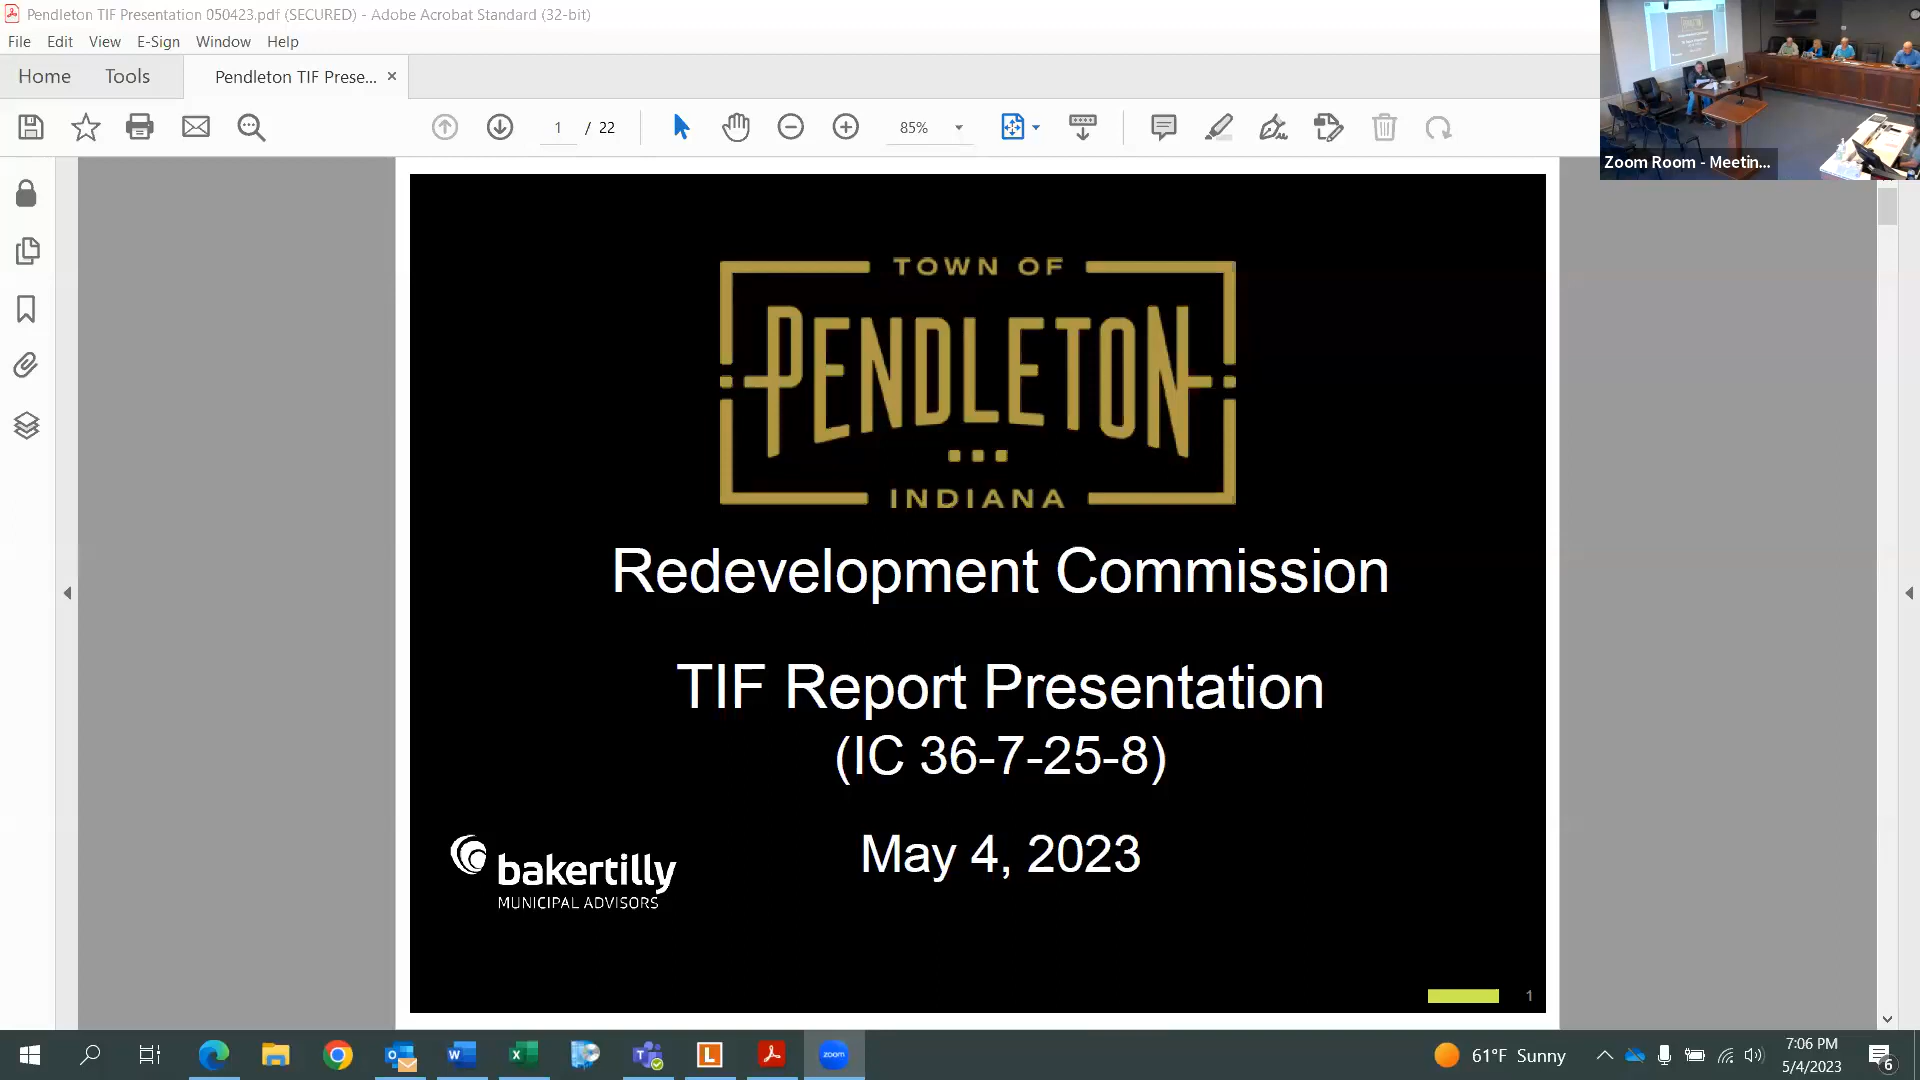 Pendleton TIF Presentation 050423.pdf (SECURED) - Adobe Acrobat Standard (32-bit)
File Edit View E-Sign Window Help
Home Tools Pendleton TIF Prese... ×
1 / 22 85%
Zoom Room - Meetin...
TOWN OF
PENDLETON
INDIANA
Redevelopment Commission
TIF Report Presentation
(IC 36-7-25-8)
May 4, 2023
bakertilly
MUNICIPAL ADVISORS
1
61°F Sunny
7:06 PM
5/4/2023
6
zoom